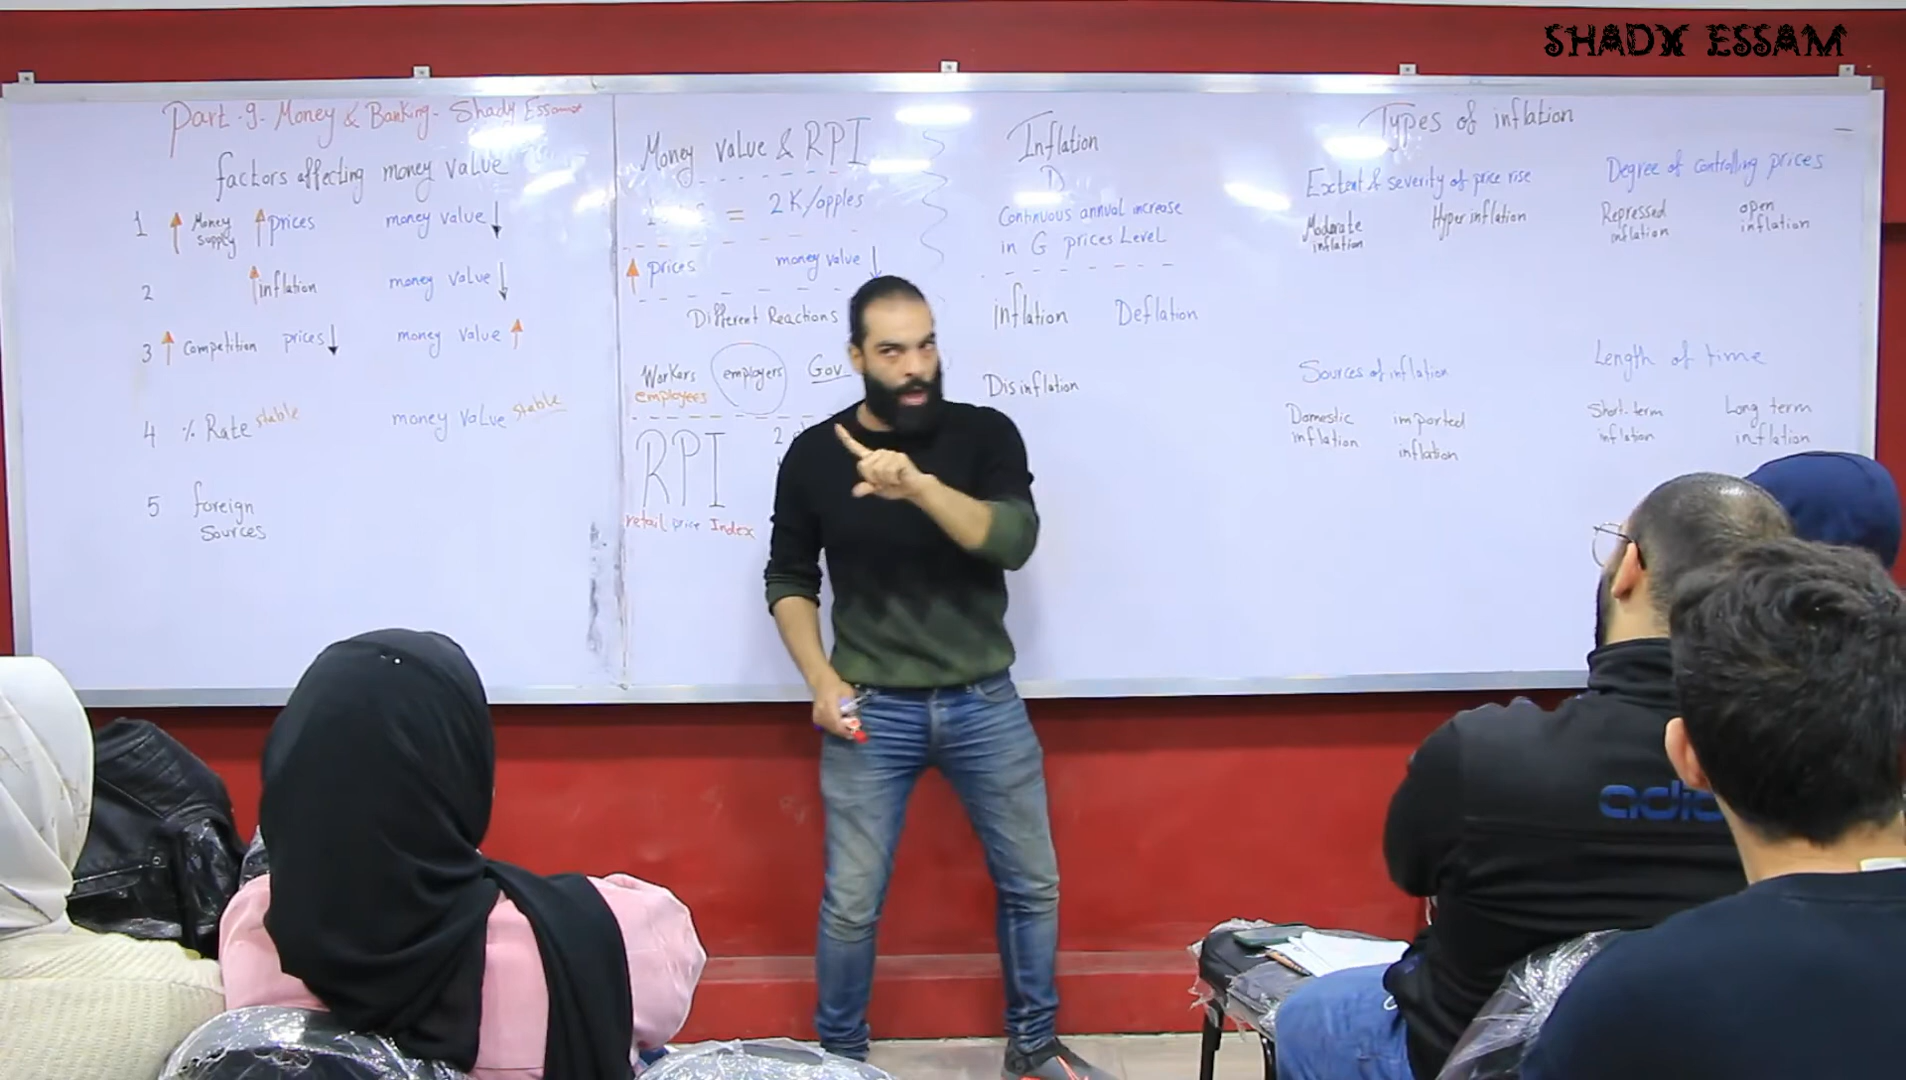 SHADY ESSAM
Part.9. Money & Banking. Shady Essam
factors affecting money value
1 Money supply prices money value
2 inflation money value
3 Competition prices money value
4 % Rate stable money value stable
5 foreign
Sources
Money value & RPI
= 2 K/apples
prices money value
Different Reactions
Workers employers Gov
employees
RPI 2
retail price Index
Inflation
D
Continuous annual increase
in G prices Level
inflation Deflation
Disinflation
Types of inflation
Extent & severity of price rise
Moderate inflation
Hyper inflation
Degree of controlling prices
Repressed inflation
open inflation
Sources of inflation
Domestic inflation
imported inflation
Length of time
Short term inflation
Long term inflation
adid